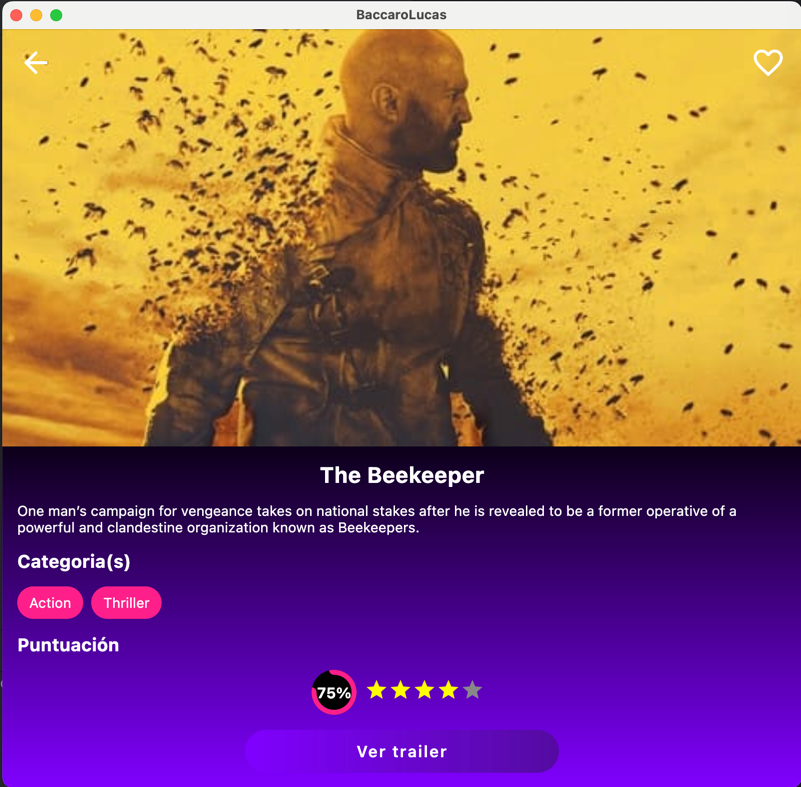 BaccaroLucas
The Beekeeper
One man’s campaign for vengeance takes on national stakes after he is revealed to be a former operative of a
powerful and clandestine organization known as Beekeepers.
Categoria(s)
Action Thriller
Puntuación
75%
Ver trailer